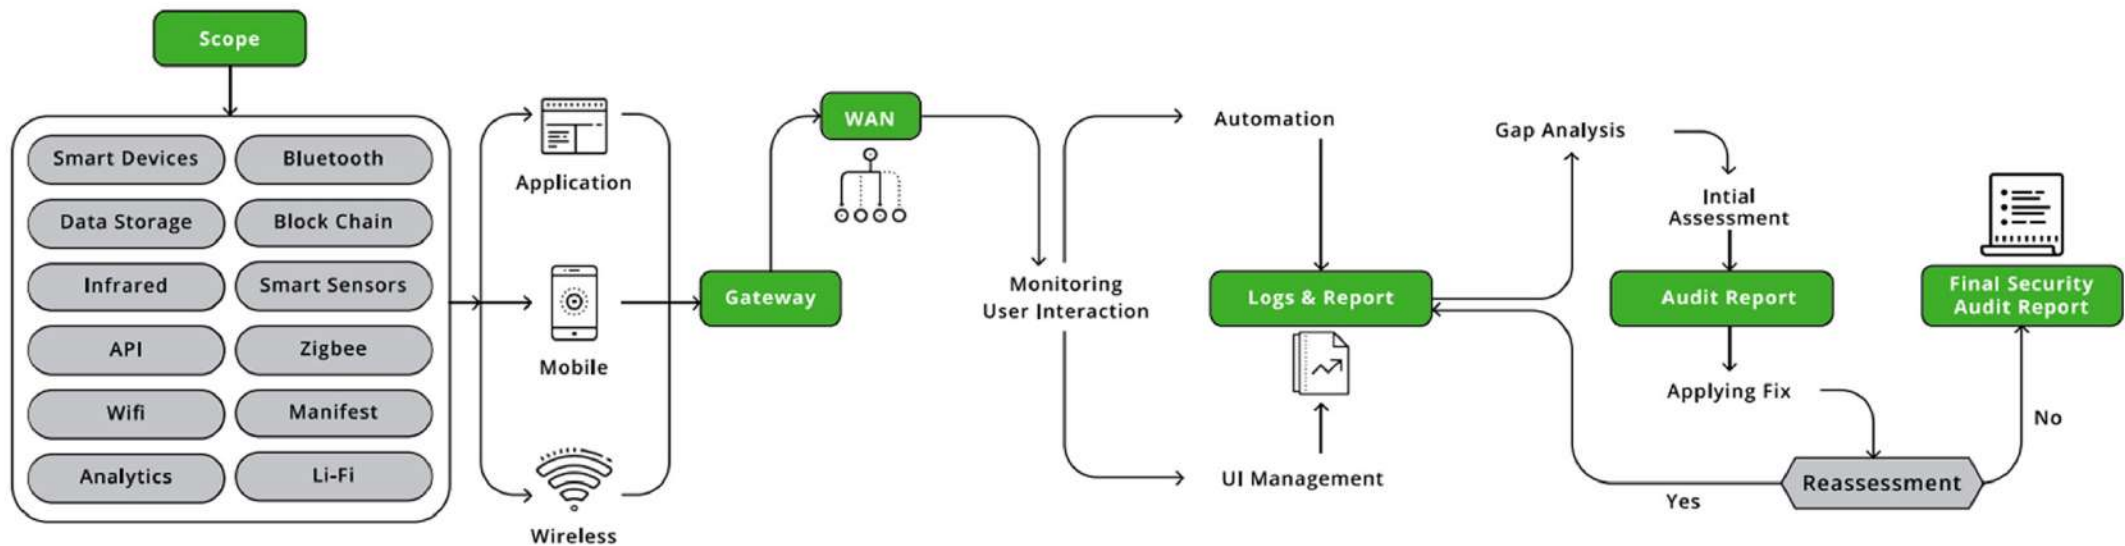 Scope
Smart Devices
Bluetooth
Data Storage
Block Chain
Infrared
Smart Sensors
API
Zigbee
Wifi
Manifest
Analytics
Li-Fi
Application
Mobile
Wireless
Gateway
WAN
Monitoring
User Interaction
Automation
Logs & Report
UI Management
Gap Analysis
Intial
Assessment
Audit Report
Applying Fix
Reassessment
Yes
No
Final Security
Audit Report